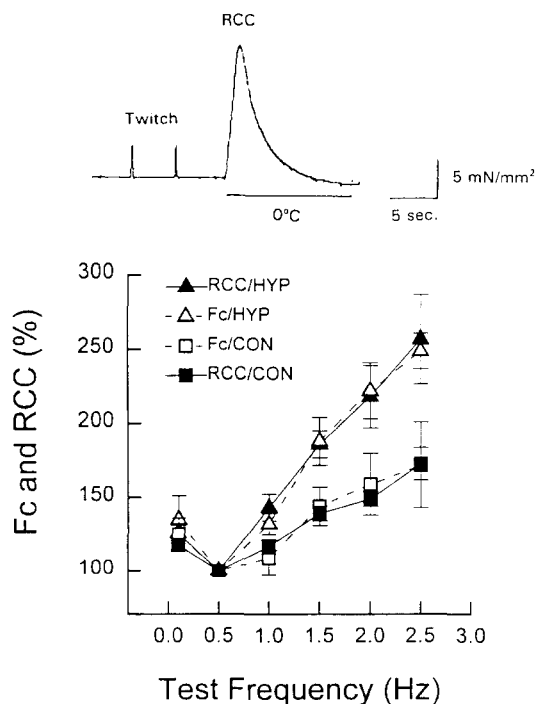 RCC
Twitch
0°C
5 mN/mm²
5 sec.
Fc and RCC (%)
300
250
200
150
100
RCC/HYP
Fc/HYP
Fc/CON
RCC/CON
0.0 0.5 1.0 1.5 2.0 2.5 3.0
Test Frequency (Hz)